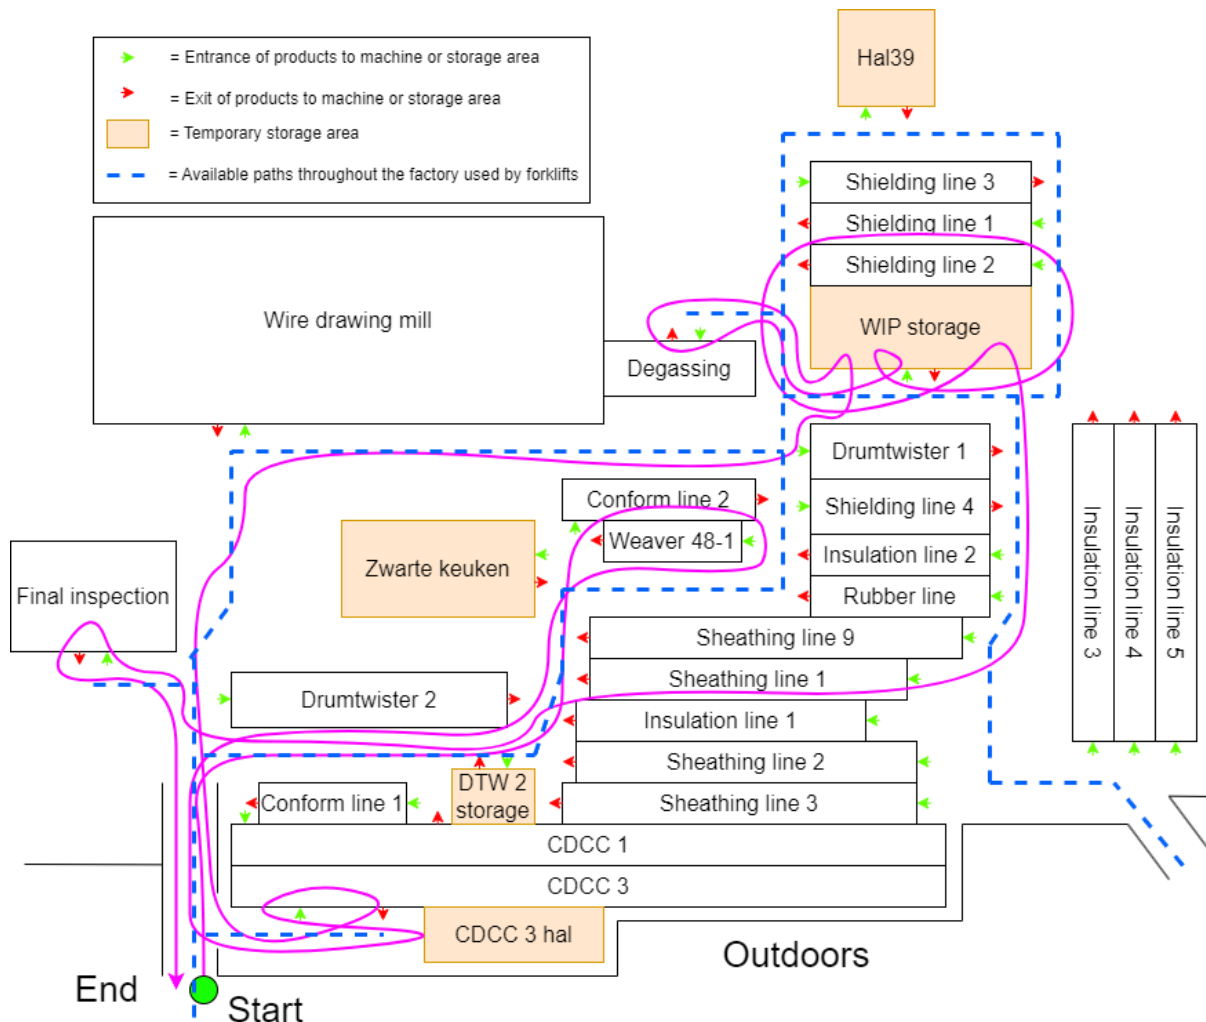 Hal39
= Entrance of products to machine or storage area
= Exit of products to machine or storage area
= Temporary storage area
= Available paths throughout the factory used by forklifts
Shielding line 3
Shielding line 1
Shielding line 2
WIP storage
Wire drawing mill
Degassing
Drumtwister 1
Conform line 2
Shielding line 4
Weaver 48-1
Insulation line 2
Zwarte keuken
Rubber line
Final inspection
Insulation line 3
Insulation line 4
Insulation line 5
Sheathing line 9
Sheathing line 1
Drumtwister 2
Insulation line 1
Sheathing line 2
DTW 2
storage
Conform line 1
Sheathing line 3
CDCC 1
CDCC 3
CDCC 3 hal
Outdoors
End
Start